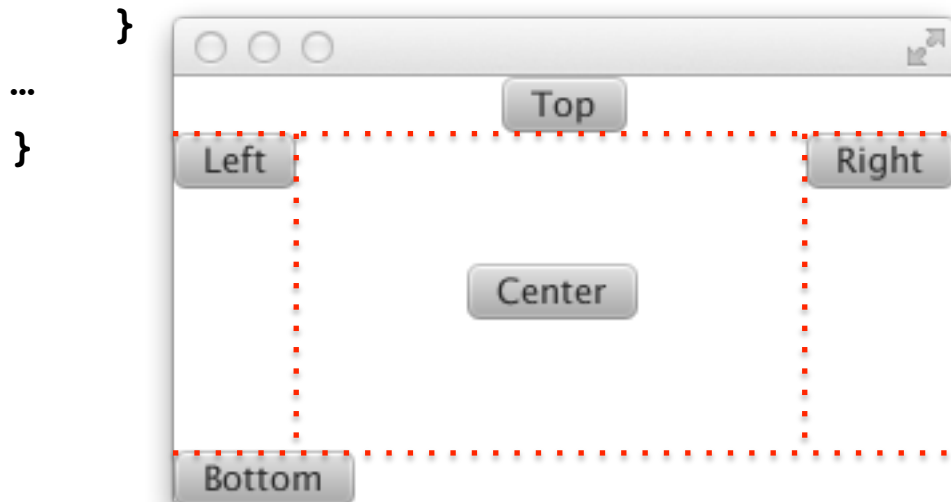 }
Top
…
}
Left Right
Center
Bottom